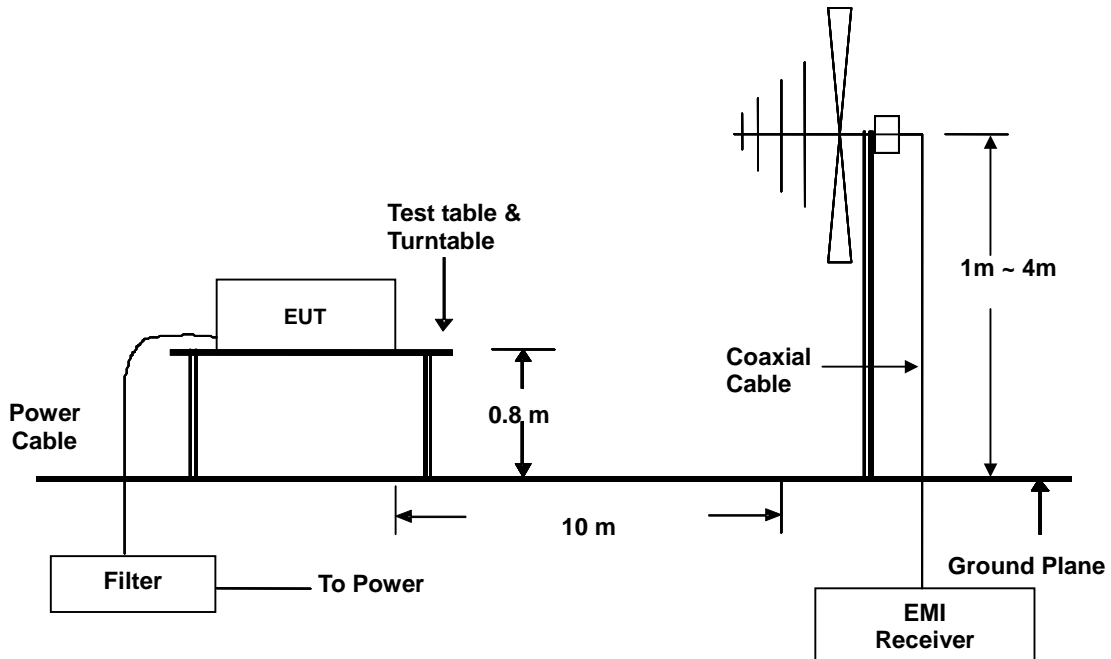 Test table &
Turntable
EUT
1m ~ 4m
Coaxial
Cable
0.8 m
Power
Cable
10 m
Filter
To Power
Ground Plane
EMI
Receiver